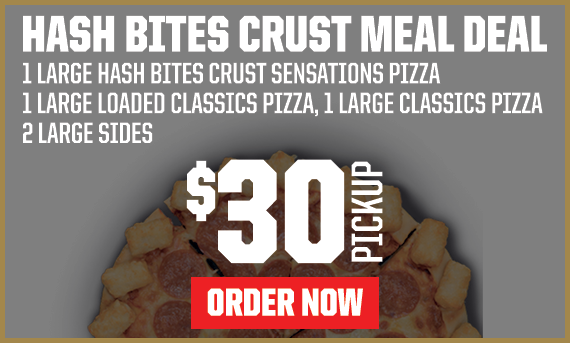 HASH BITES CRUST MEAL DEAL
1 LARGE HASH BITES CRUST SENSATIONS PIZZA
1 LARGE LOADED CLASSICS PIZZA, 1 LARGE CLASSICS PIZZA
2 LARGE SIDES
$30 PICKUP
ORDER NOW